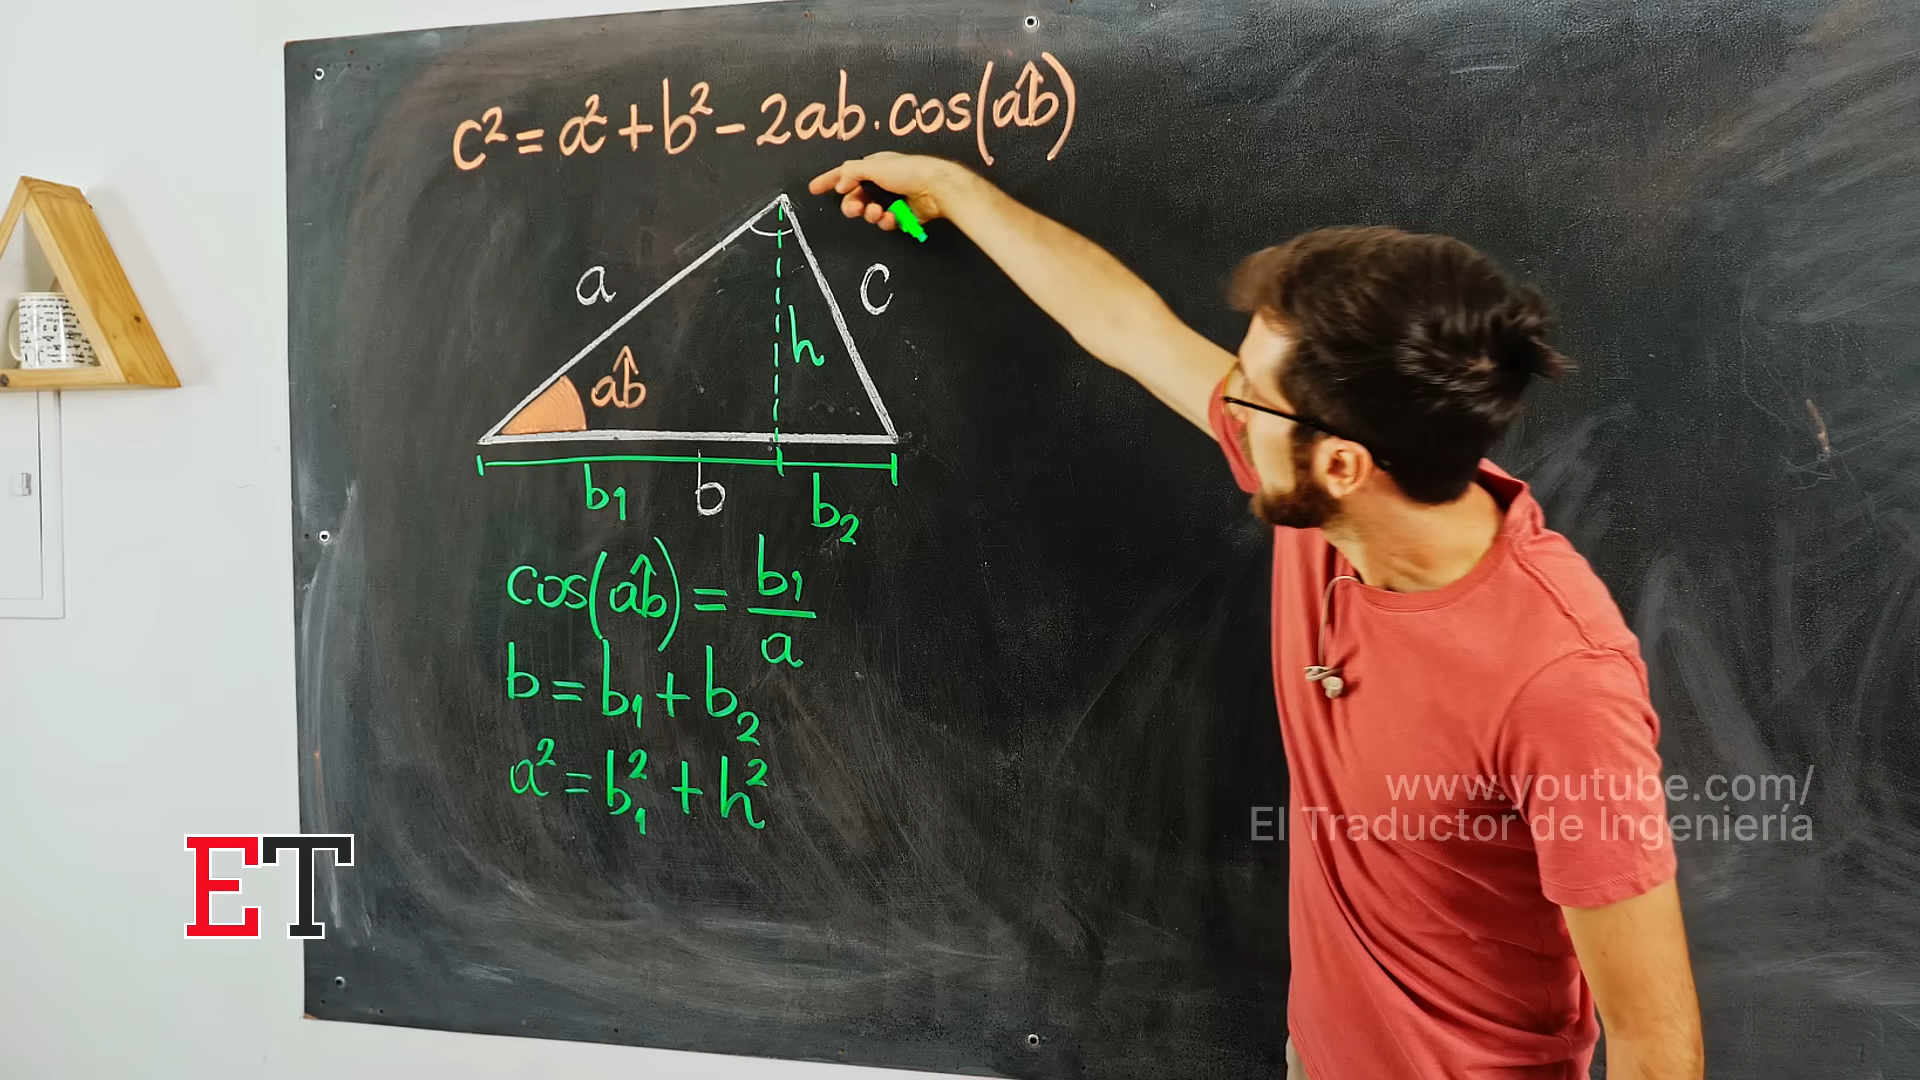 c² = a² + b² - 2ab · cos(ab̂)
a
c
h
ab̂
b₁ b b₂
cos(ab̂) = b₁/a
b = b₁ + b₂
a² = b₁² + h²
www.youtube.com/
El Traductor de Ingeniería
ET